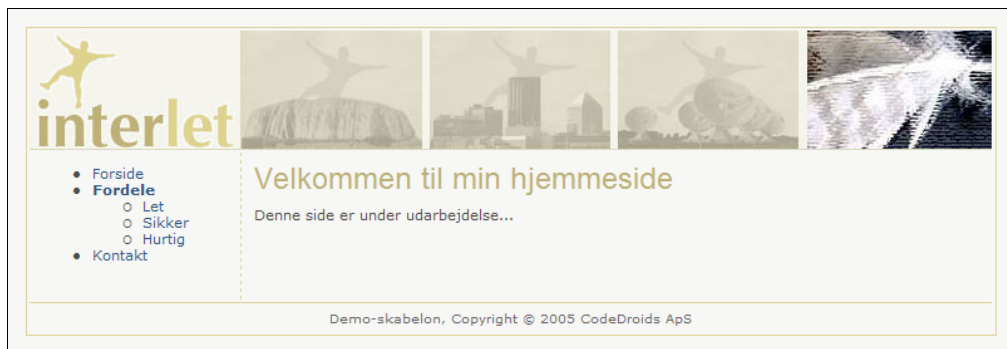 interlet
Forside
Fordele
Let
Sikker
Hurtig
Kontakt
Velkommen til min hjemmeside
Denne side er under udarbejdelse...
Demo-skabelon, Copyright © 2005 CodeDroids ApS